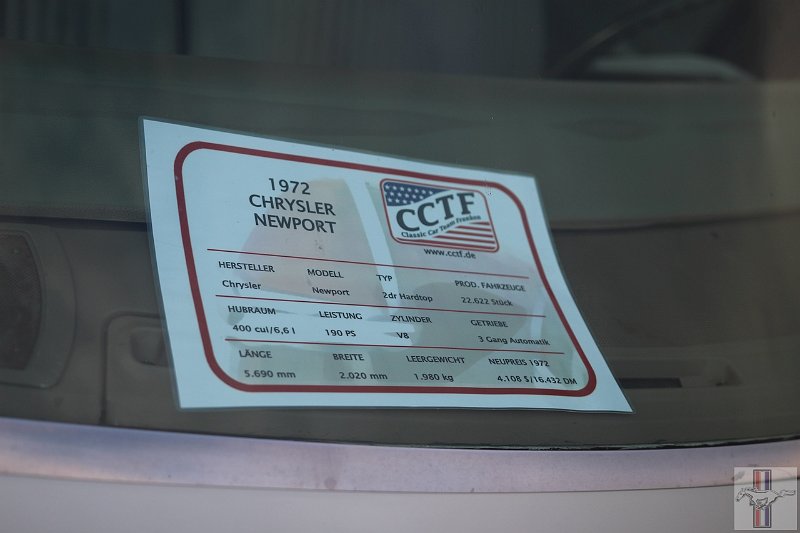 1972
CHRYSLER
NEWPORT
CCTF
Classic Car Team Franken
www.cctf.de
HERSTELLER MODELL TYP PROD. FAHRZEUGE
Chrysler Newport 2dr Hardtop 22.622 Stück
HUBRAUM LEISTUNG ZYLINDER GETRIEBE
400 cui/6,6 l 190 PS V8 3 Gang Automatik
LÄNGE BREITE LEERGEWICHT NEUPREIS 1972
5.690 mm 2.020 mm 1.980 kg 4.108 $/16.432 DM